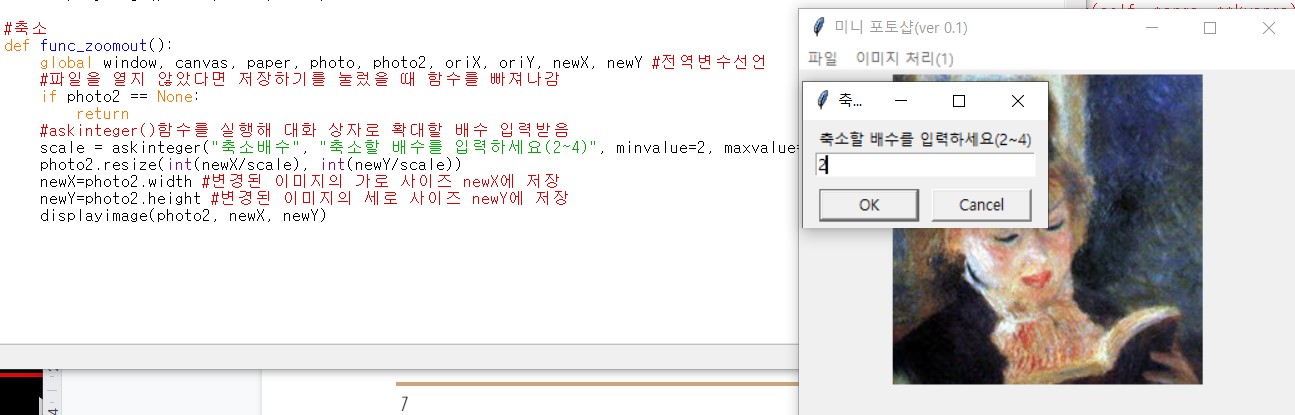 #축소
def func_zoomout():
global window, canvas, paper, photo, photo2, oriX, oriY, newX, newY #전역변수선언
#파일을 열지 않았다면 저장하기를 눌렀을 때 함수를 빠져나감
if photo2 == None:
return
#askinteger()함수를 실행해 대화 상자로 확대할 배수 입력받음
scale = askinteger("축소배수", "축소할 배수를 입력하세요(2~4)", minvalue=2, maxvalue=
photo2.resize(int(newX/scale), int(newY/scale))
newX=photo2.width #변경된 이미지의 가로 사이즈 newX에 저장
newY=photo2.height #변경된 이미지의 세로 사이즈 newY에 저장
displayimage(photo2, newX, newY)
7
미니 포토샵(ver 0.1)
파일 이미지 처리(1)
축...
축소할 배수를 입력하세요(2~4)
2
OK Cancel